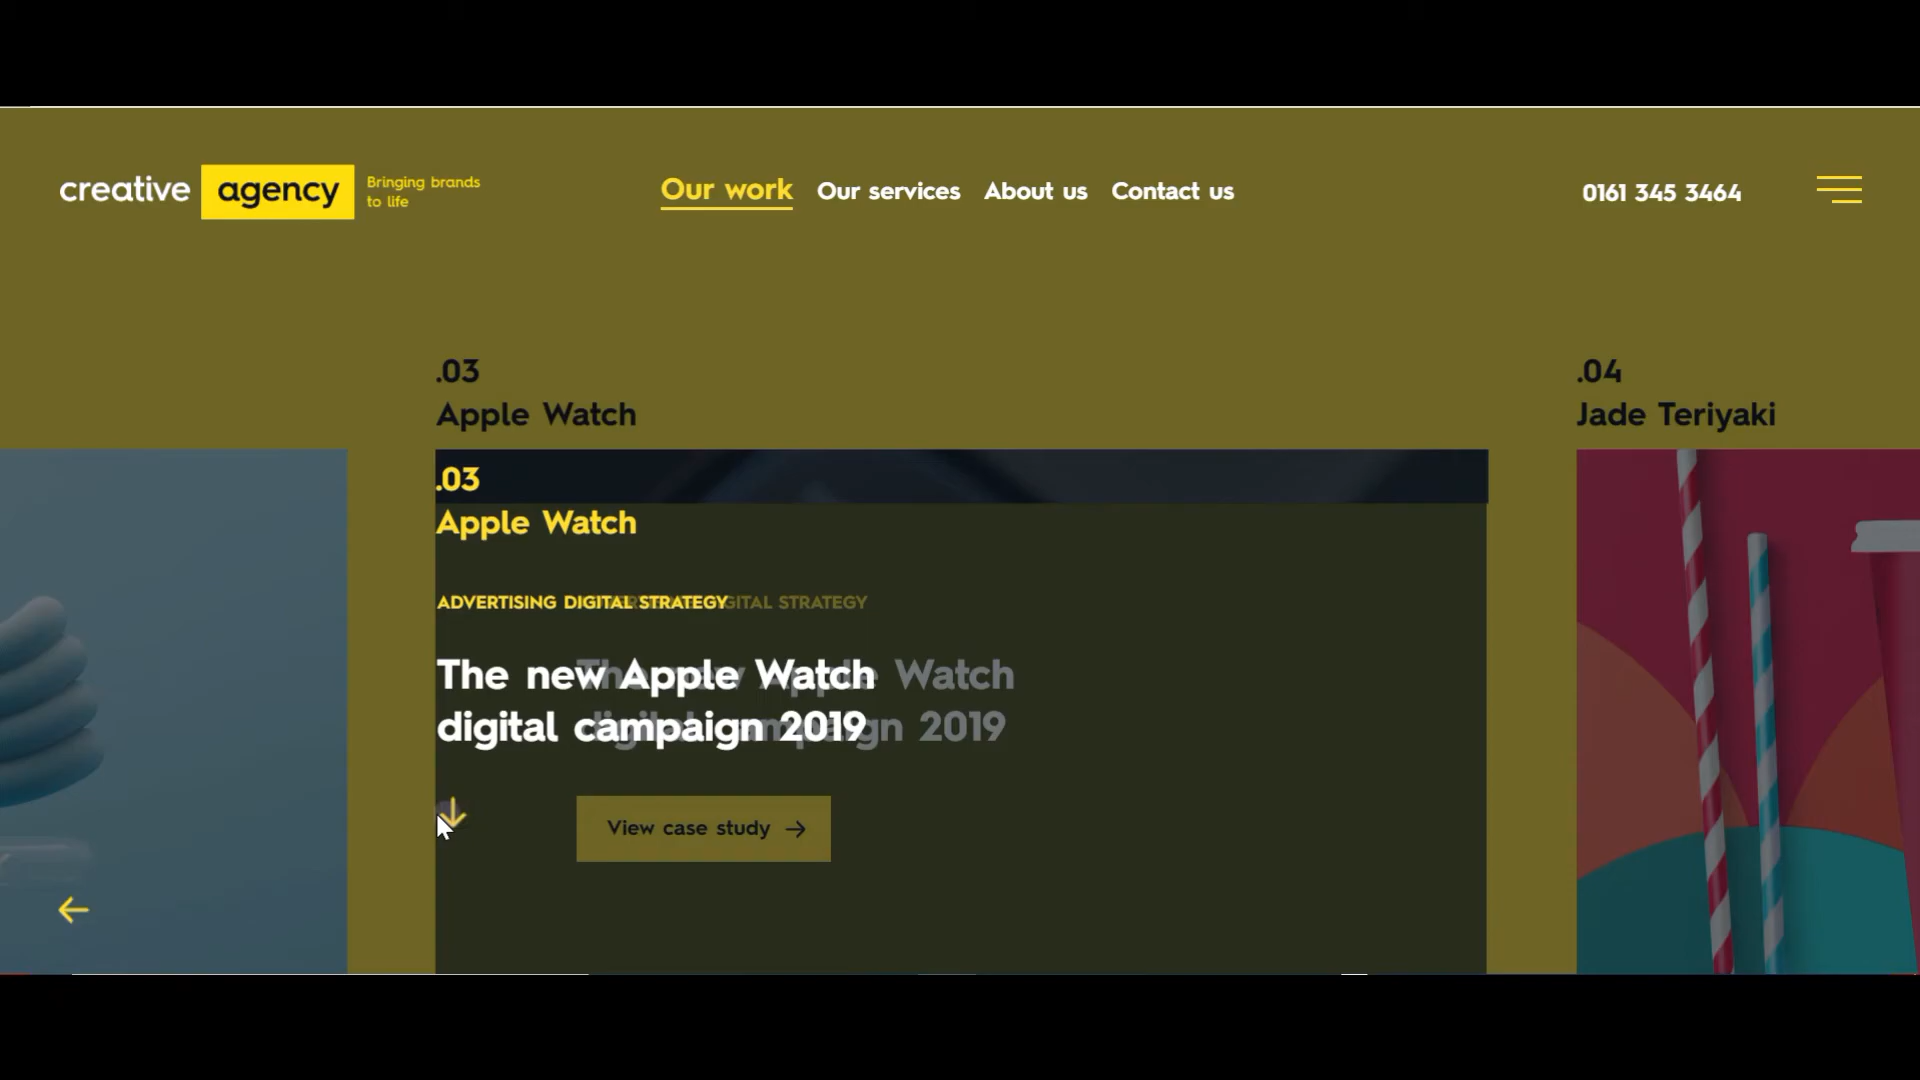 creative agency
Bringing brands
to life
Our work Our services About us Contact us
0161 345 3464
.03
Apple Watch
.04
Jade Teriyaki
.03
Apple Watch
ADVERTISING DIGITAL STRATEGY
The new Apple Watch
digital campaign 2019
View case study